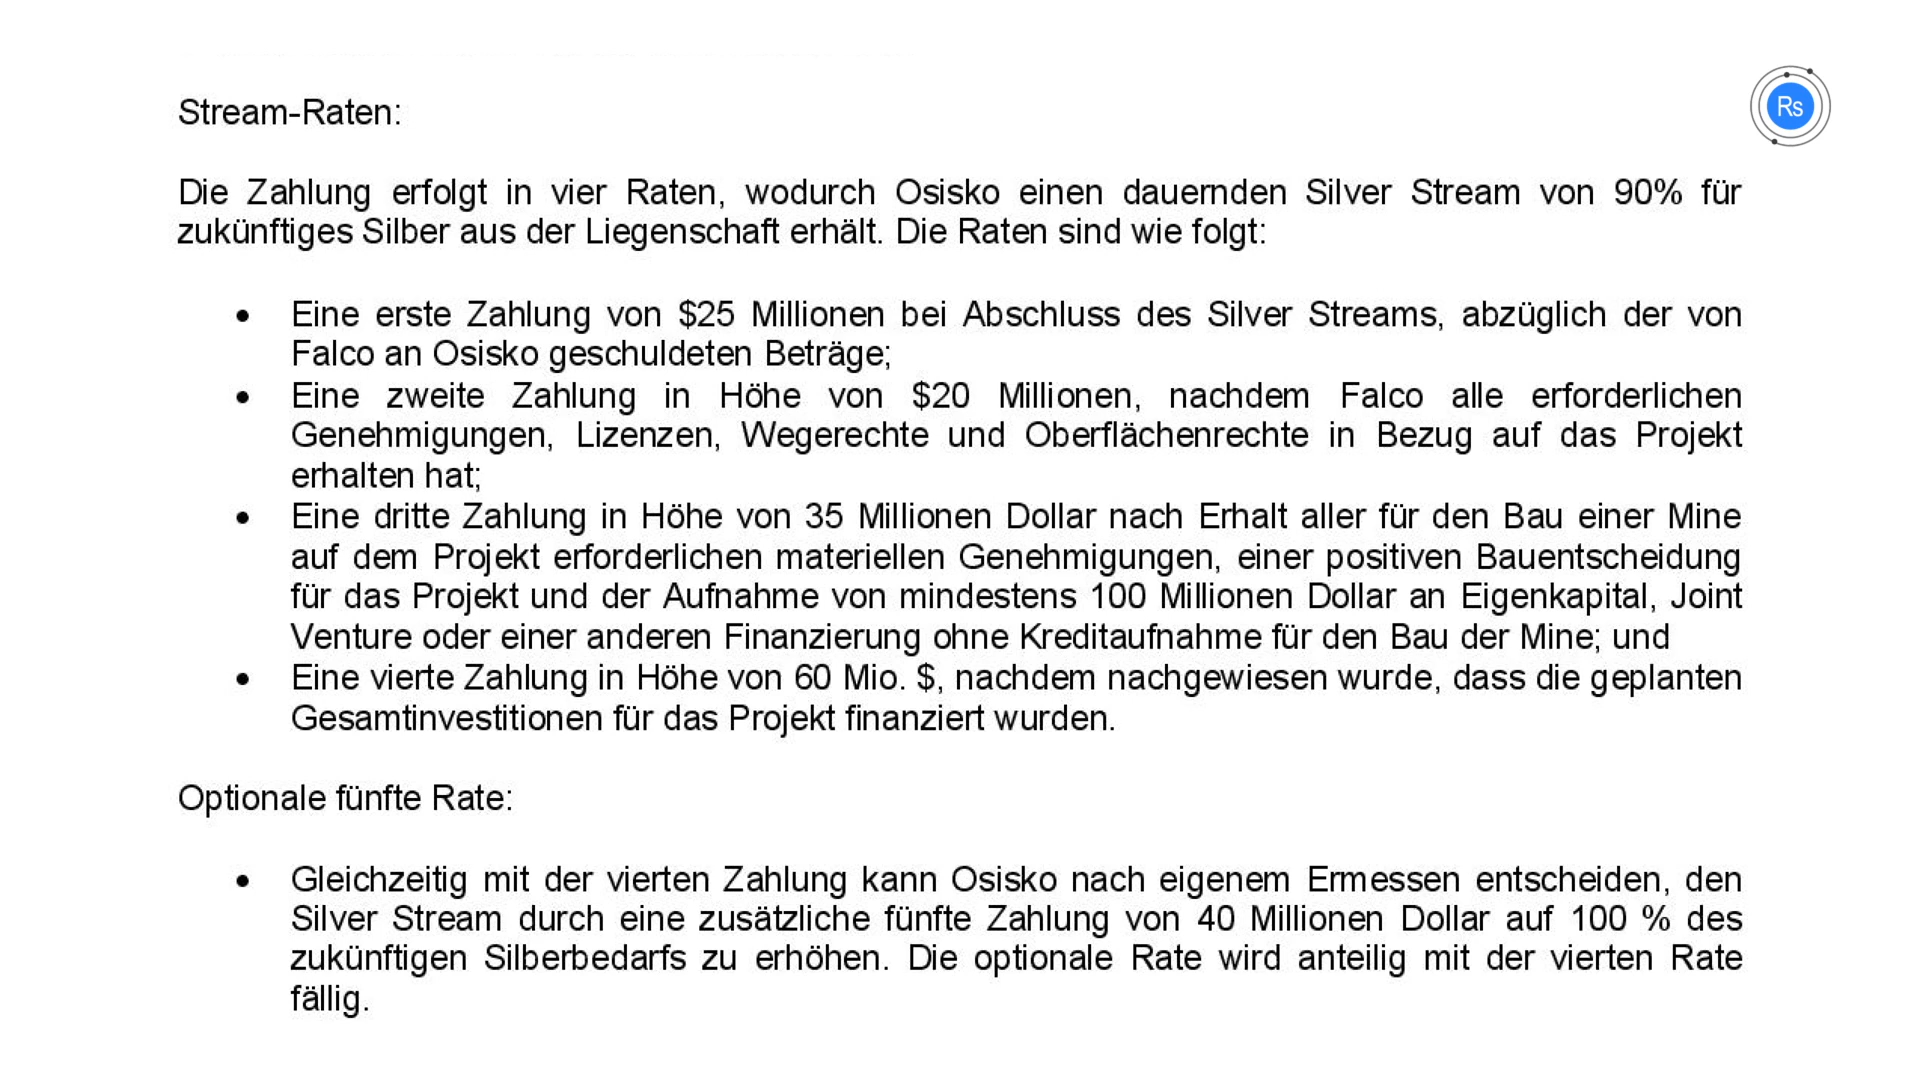 Stream-Raten:
Rs
Die Zahlung erfolgt in vier Raten, wodurch Osisko einen dauernden Silver Stream von 90% für
zukünftiges Silber aus der Liegenschaft erhält. Die Raten sind wie folgt:
• Eine erste Zahlung von $25 Millionen bei Abschluss des Silver Streams, abzüglich der von
Falco an Osisko geschuldeten Beträge;
• Eine zweite Zahlung in Höhe von $20 Millionen, nachdem Falco alle erforderlichen
Genehmigungen, Lizenzen, Wegerechte und Oberflächenrechte in Bezug auf das Projekt
erhalten hat;
• Eine dritte Zahlung in Höhe von 35 Millionen Dollar nach Erhalt aller für den Bau einer Mine
auf dem Projekt erforderlichen materiellen Genehmigungen, einer positiven Bauentscheidung
für das Projekt und der Aufnahme von mindestens 100 Millionen Dollar an Eigenkapital, Joint
Venture oder einer anderen Finanzierung ohne Kreditaufnahme für den Bau der Mine; und
• Eine vierte Zahlung in Höhe von 60 Mio. $, nachdem nachgewiesen wurde, dass die geplanten
Gesamtinvestitionen für das Projekt finanziert wurden.
Optionale fünfte Rate:
• Gleichzeitig mit der vierten Zahlung kann Osisko nach eigenem Ermessen entscheiden, den
Silver Stream durch eine zusätzliche fünfte Zahlung von 40 Millionen Dollar auf 100 % des
zukünftigen Silberbedarfs zu erhöhen. Die optionale Rate wird anteilig mit der vierten Rate
fällig.